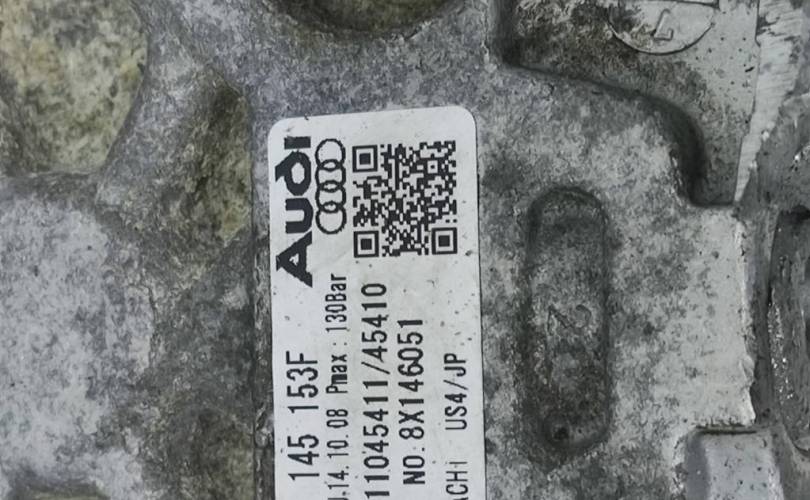 Audi
145 153F
14.10.08 Pmax : 130Bar
11045411/45410
NO:8X146051
US4/JP